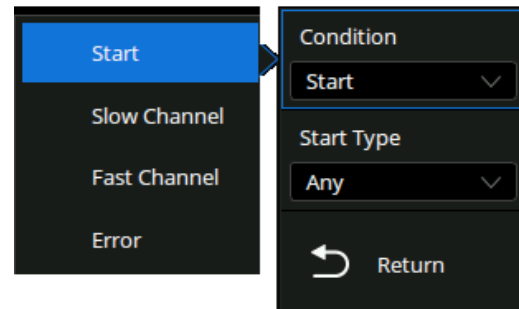 Start
Slow Channel
Fast Channel
Error
Condition
Start
Start Type
Any
Return